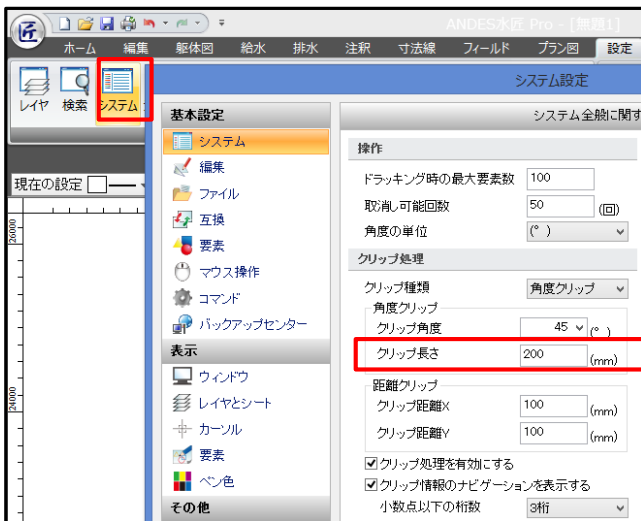 匠
ANDES水匠 Pro - [無題1]
ホーム 編集 躯体図 給水 排水 注釈 寸法線 フィールド プラン図 設定
レイヤ 検索 システム
システム設定
基本設定
システム全般に関す
システム
編集
ファイル
互換
要素
マウス操作
コマンド
バックアップセンター
表示
ウィンドウ
レイヤとシート
カーソル
要素
ペン色
その他
操作
ドラッキング時の最大要素数 100
取消し可能回数 50 (回)
角度の単位 (°)
クリップ処理
クリップ種類 角度クリップ
角度クリップ
クリップ角度 45 (°)
クリップ長さ 200 (mm)
距離クリップ
クリップ距離X 100 (mm)
クリップ距離Y 100 (mm)
クリップ処理を有効にする
クリップ情報のナビゲーションを表示する
小数点以下の桁数 3桁
現在の設定
26000
24000